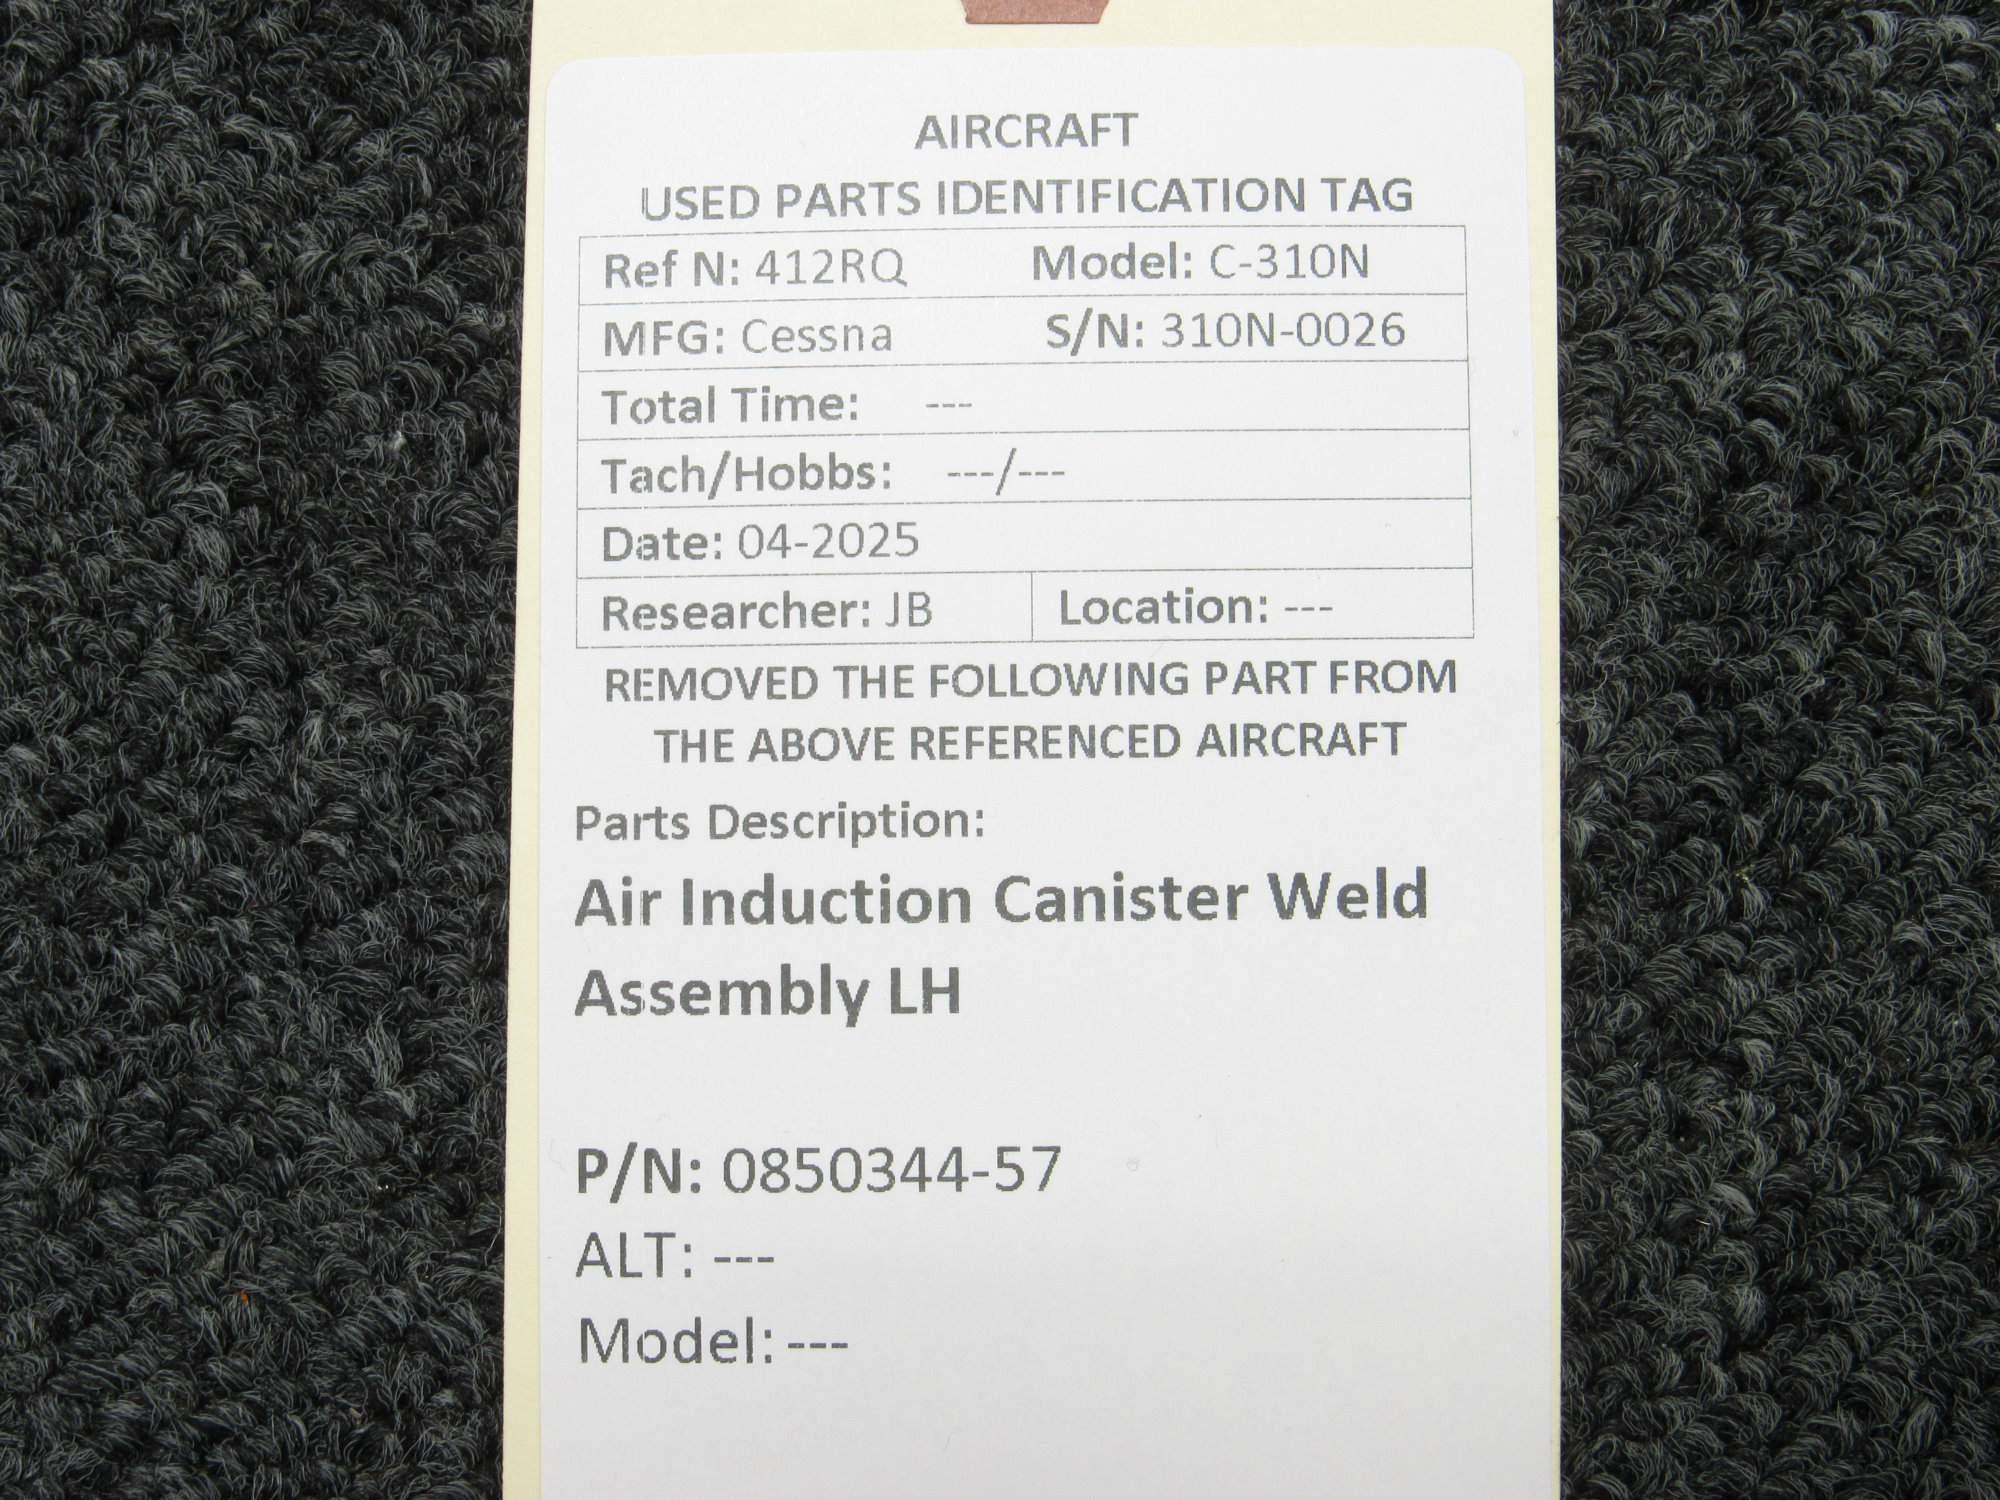 AIRCRAFT
USED PARTS IDENTIFICATION TAG
Ref N: 412RQ Model: C-310N
MFG: Cessna S/N: 310N-0026
Total Time: ---
Tach/Hobbs: ---/---
Date: 04-2025
Researcher: JB Location: ---
REMOVED THE FOLLOWING PART FROM
THE ABOVE REFERENCED AIRCRAFT
Parts Description:
Air Induction Canister Weld
Assembly LH
P/N: 0850344-57
ALT: ---
Model: ---